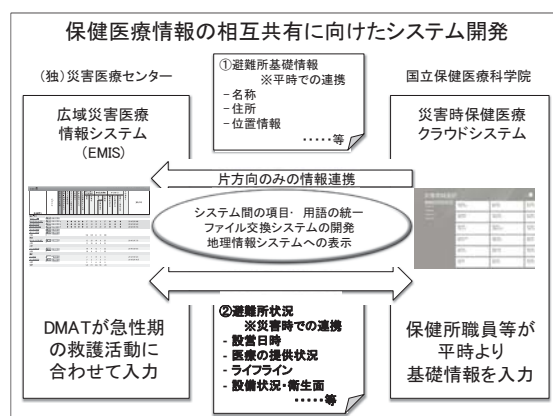 保健医療情報の相互共有に向けたシステム開発
(独)災害医療センター
広域災害医療
情報システム
(EMIS)
DMATが急性期
の救護活動に
合わせて入力
①避難所基礎情報
※平時での連携
-名称
-住所
-位置情報
・・・・・等
片方向のみの情報連携
システム間の項目・用語の統一
ファイル交換システムの開発
地理情報システムへの表示
②避難所状況
※災害時での連携
- 設営日時
- 医療の提供状況
- ライフライン
- 設備状況・衛生面
・・・・・等
国立保健医療科学院
災害時保健医療
クラウドシステム
保健所職員等が
平時より
基礎情報を入力